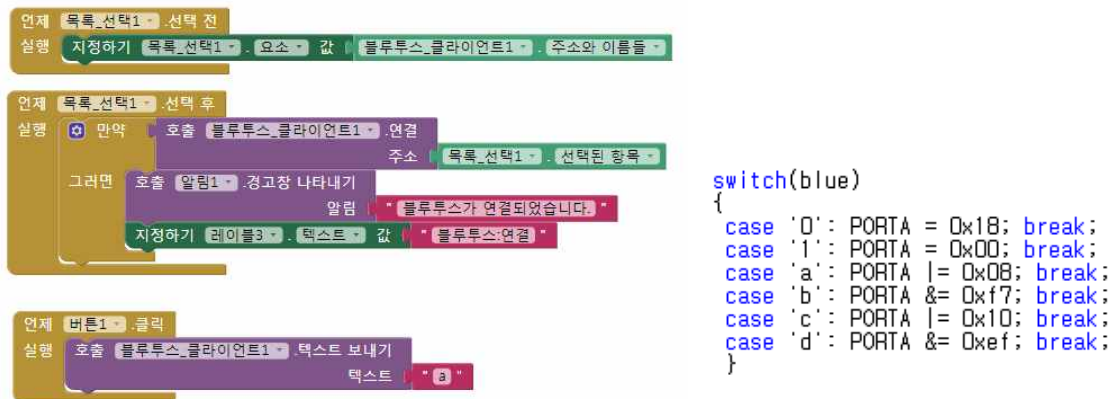 언제 목록_선택1 .선택 전
실행 지정하기 목록_선택1 . 요소 값 블루투스_클라이언트1 . 주소와 이름들
언제 목록_선택1 .선택 후
실행 만약 호출 블루투스_클라이언트1 .연결
주소 목록_선택1 . 선택된 항목
그러면 호출 알림1 .경고창 나타내기
알림 " 블루투스가 연결되었습니다. "
지정하기 레이블3 . 텍스트 값 " 블루투스:연결 "
언제 버튼1 .클릭
실행 호출 블루투스_클라이언트1 .텍스트 보내기
텍스트 " a "
switch(blue)
{
case '0': PORTA = 0x18; break;
case '1': PORTA = 0x00; break;
case 'a': PORTA |= 0x08; break;
case 'b': PORTA &= 0xf7; break;
case 'c': PORTA |= 0x10; break;
case 'd': PORTA &= 0xef; break;
}